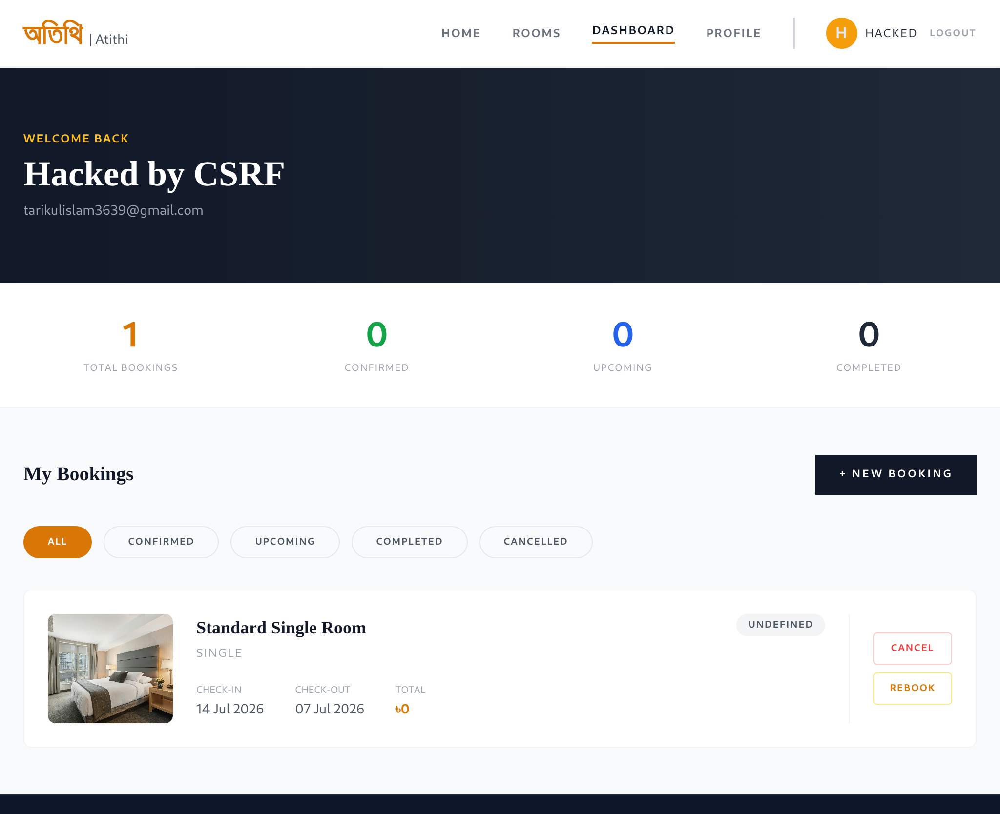 অতিথি | Atithi
HOME
ROOMS
DASHBOARD
PROFILE
H
HACKED
LOGOUT
WELCOME BACK
Hacked by CSRF
tarikulislam3639@gmail.com
1
TOTAL BOOKINGS
0
CONFIRMED
0
UPCOMING
0
COMPLETED
My Bookings
+ NEW BOOKING
ALL
CONFIRMED
UPCOMING
COMPLETED
CANCELLED
Standard Single Room
SINGLE
UNDEFINED
CHECK-IN
14 Jul 2026
CHECK-OUT
07 Jul 2026
TOTAL
৳0
CANCEL
REBOOK